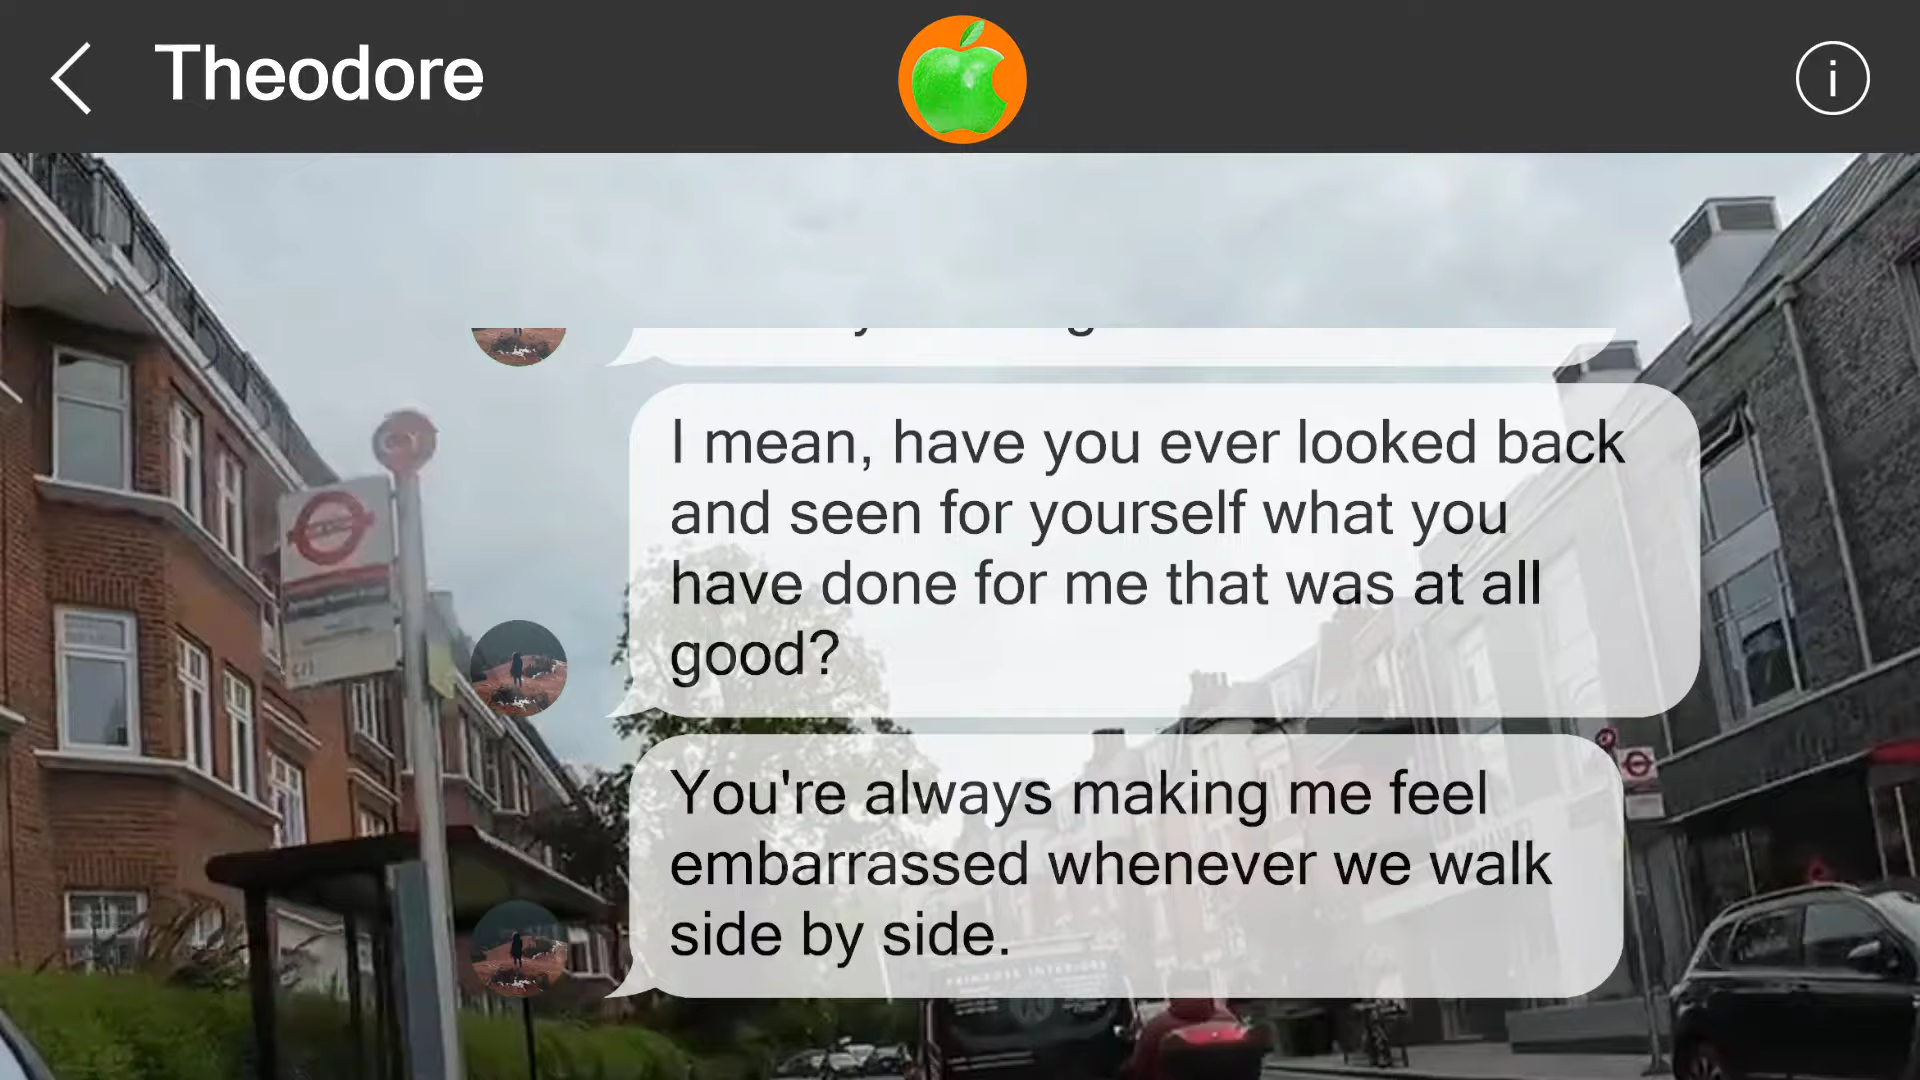 Theodore
i
I mean, have you ever looked back
and seen for yourself what you
have done for me that was at all
good?
You're always making me feel
embarrassed whenever we walk
side by side.